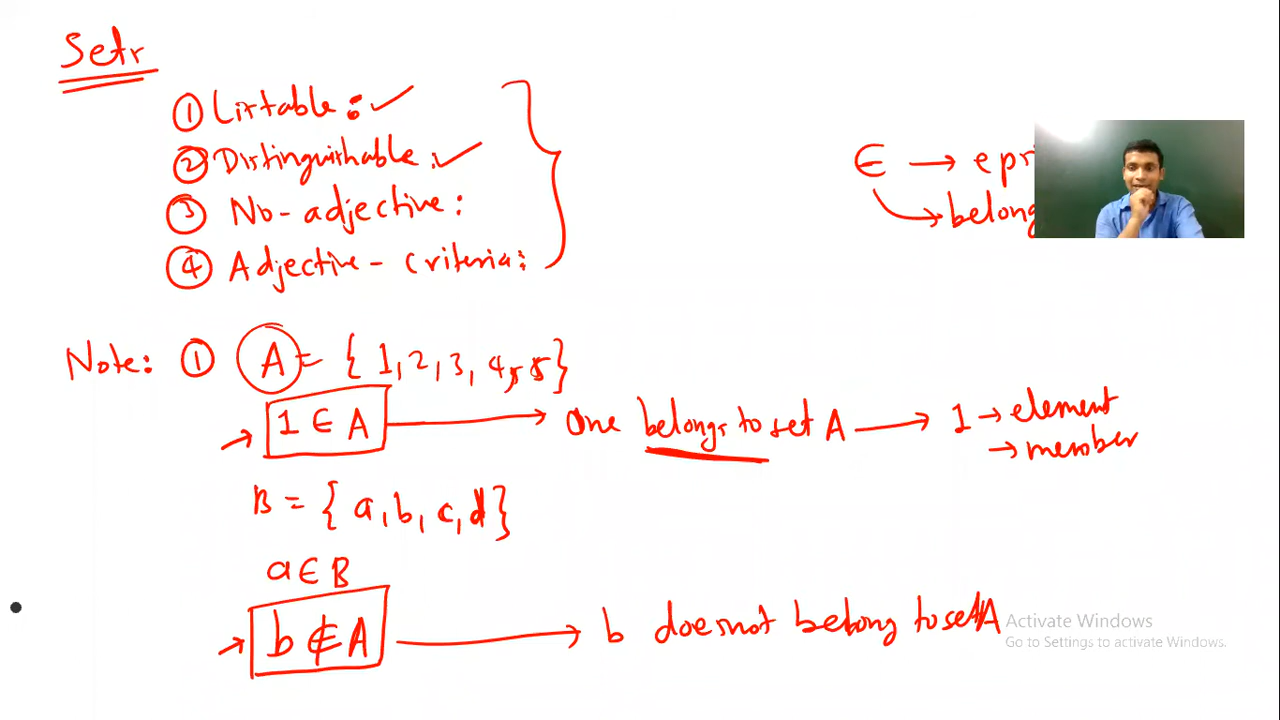 Sets
① Listable: ✓
② Distinguishable: ✓
③ No-adjective:
④ Adjective - criteria:
∈ → epsi
→ belong
Note: ① A = { 1, 2, 3, 4, 5 }
→ 1 ∈ A → One belongs to set A → 1 → element
→ member
B = { a, b, c, d }
a ∈ B
→ b ∉ A → b does not belong to set A
Activate Windows
Go to Settings to activate Windows.